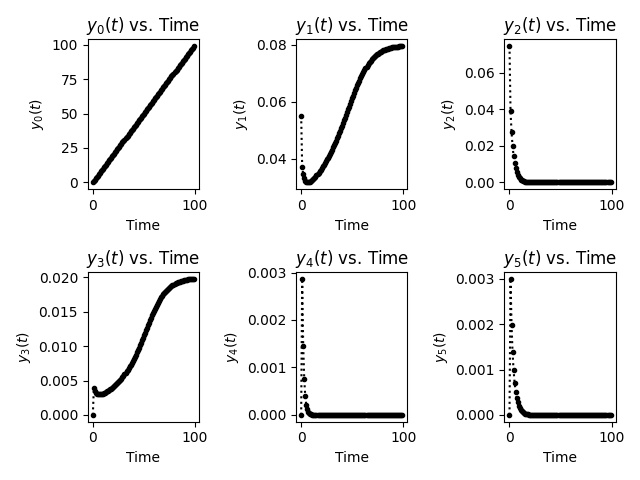 y₀(t) vs. Time
100
75
50
25
0
y₀(t)
0 100
Time
y₁(t) vs. Time
0.08
0.06
0.04
y₁(t)
0 100
Time
y₂(t) vs. Time
0.06
0.04
0.02
0.00
y₂(t)
0 100
Time
y₃(t) vs. Time
0.020
0.015
0.010
0.005
0.000
y₃(t)
0 100
Time
y₄(t) vs. Time
0.003
0.002
0.001
0.000
y₄(t)
0 100
Time
y₅(t) vs. Time
0.003
0.002
0.001
0.000
y₅(t)
0 100
Time